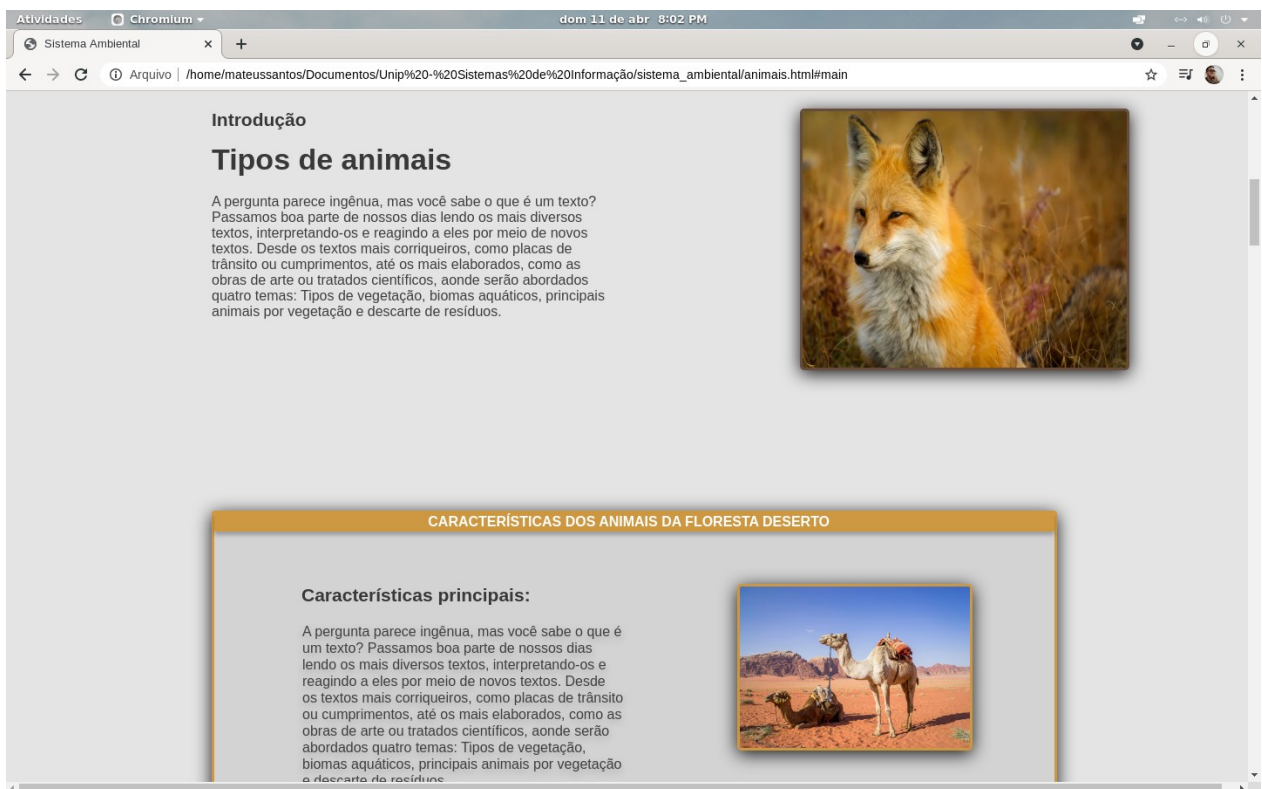 Atividades Chromium dom 11 de abr 8:02 PM
Sistema Ambiental
Arquivo /home/mateussantos/Documentos/Unip%20-%20Sistemas%20de%20Informação/sistema_ambiental/animais.html#main
Introdução
Tipos de animais
A pergunta parece ingênua, mas você sabe o que é um texto?
Passamos boa parte de nossos dias lendo os mais diversos
textos, interpretando-os e reagindo a eles por meio de novos
textos. Desde os textos mais corriqueiros, como placas de
trânsito ou cumprimentos, até os mais elaborados, como as
obras de arte ou tratados científicos, aonde serão abordados
quatro temas: Tipos de vegetação, biomas aquáticos, principais
animais por vegetação e descarte de resíduos.
CARACTERÍSTICAS DOS ANIMAIS DA FLORESTA DESERTO
Características principais:
A pergunta parece ingênua, mas você sabe o que é
um texto? Passamos boa parte de nossos dias
lendo os mais diversos textos, interpretando-os e
reagindo a eles por meio de novos textos. Desde
os textos mais corriqueiros, como placas de trânsito
ou cumprimentos, até os mais elaborados, como as
obras de arte ou tratados científicos, aonde serão
abordados quatro temas: Tipos de vegetação,
biomas aquáticos, principais animais por vegetação
e descarte de resíduos.